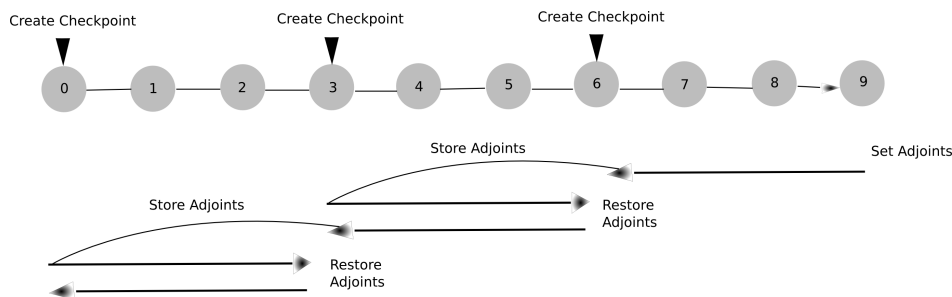 Create Checkpoint
Create Checkpoint
Create Checkpoint
0 1 2 3 4 5 6 7 8 9
Store Adjoints
Set Adjoints
Store Adjoints
Restore
Adjoints
Restore
Adjoints